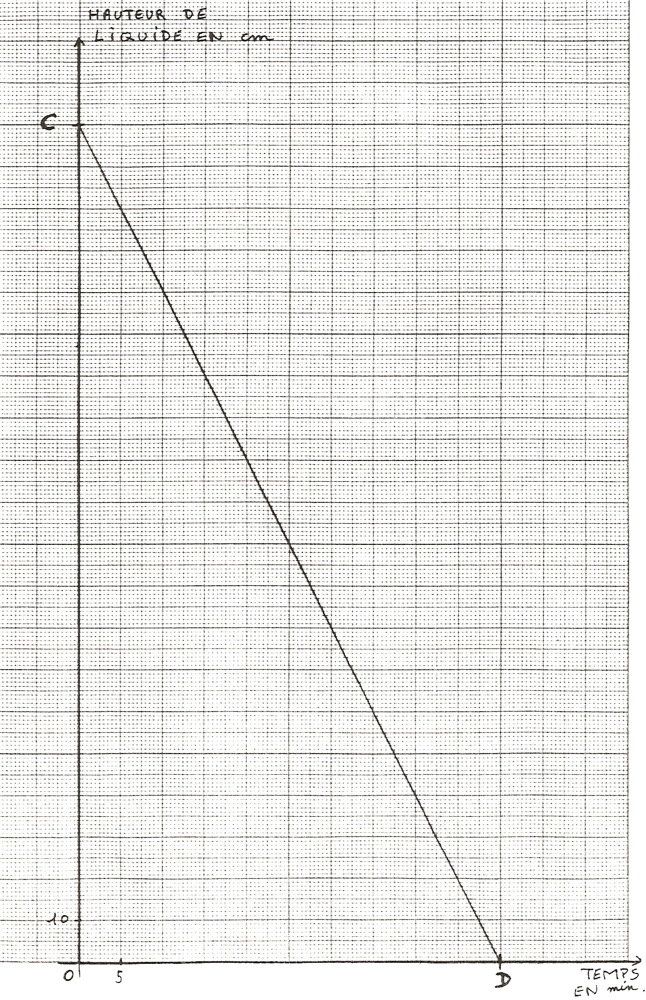 HAUTEUR DE
LIQUIDE EN cm
C
10
0
5
D
TEMPS
EN min.